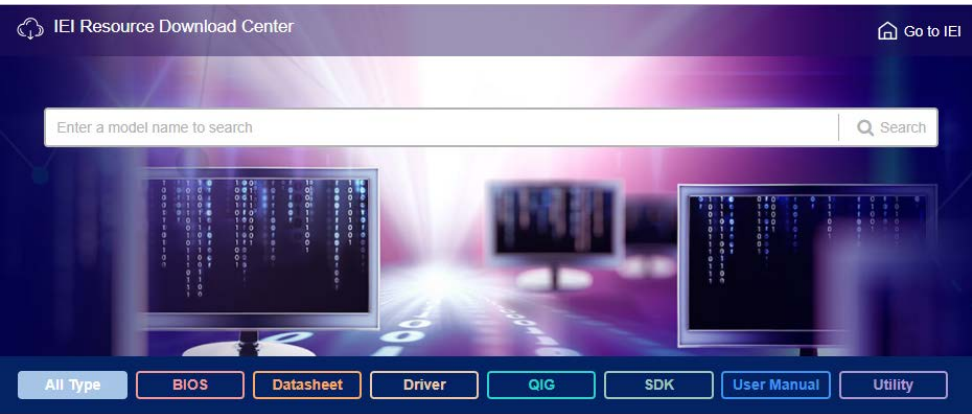 IEI Resource Download Center
Go to IEI
Enter a model name to search
Search
All Type
BIOS
Datasheet
Driver
QIG
SDK
User Manual
Utility